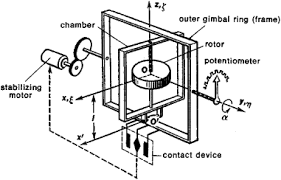 z,ζ
chamber
outer gimbal ring (frame)
rotor
potentiometer
stabilizing
motor
O
x,ξ
y,η
α
l
x'
contact device